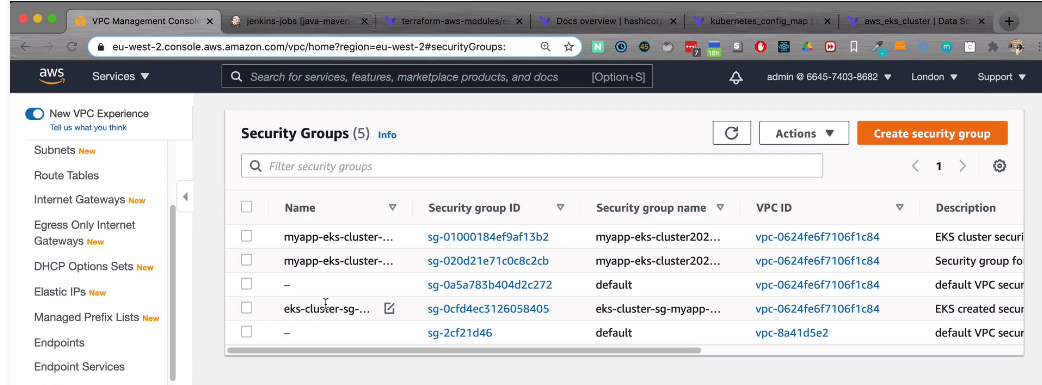 VPC Management Console
jenkins-jobs [java-maven-
terraform-aws-modules/e
Docs overview | hashicorp
kubernetes_config_map |
aws_eks_cluster | Data So
eu-west-2.console.aws.amazon.com/vpc/home?region=eu-west-2#securityGroups:
aws
Services
Search for services, features, marketplace products, and docs [Option+S]
admin @ 6645-7403-8682
London
Support
New VPC Experience
Tell us what you think
Subnets New
Route Tables
Internet Gateways New
Egress Only Internet
Gateways New
DHCP Options Sets New
Elastic IPs New
Managed Prefix Lists New
Endpoints
Endpoint Services
Security Groups (5) Info
Actions
Create security group
Filter security groups
1
Name Security group ID Security group name VPC ID Description
myapp-eks-cluster-... sg-01000184ef9af13b2 myapp-eks-cluster202... vpc-0624fe6f7106f1c84 EKS cluster securi
myapp-eks-cluster-... sg-020d21e71c0c8c2cb myapp-eks-cluster202... vpc-0624fe6f7106f1c84 Security group fo
– sg-0a5a783b404d2c272 default vpc-0624fe6f7106f1c84 default VPC secur
eks-cluster-sg-... sg-0cfd4ec3126058405 eks-cluster-sg-myapp-... vpc-0624fe6f7106f1c84 EKS created secur
– sg-2cf21d46 default vpc-8a41d5e2 default VPC secur